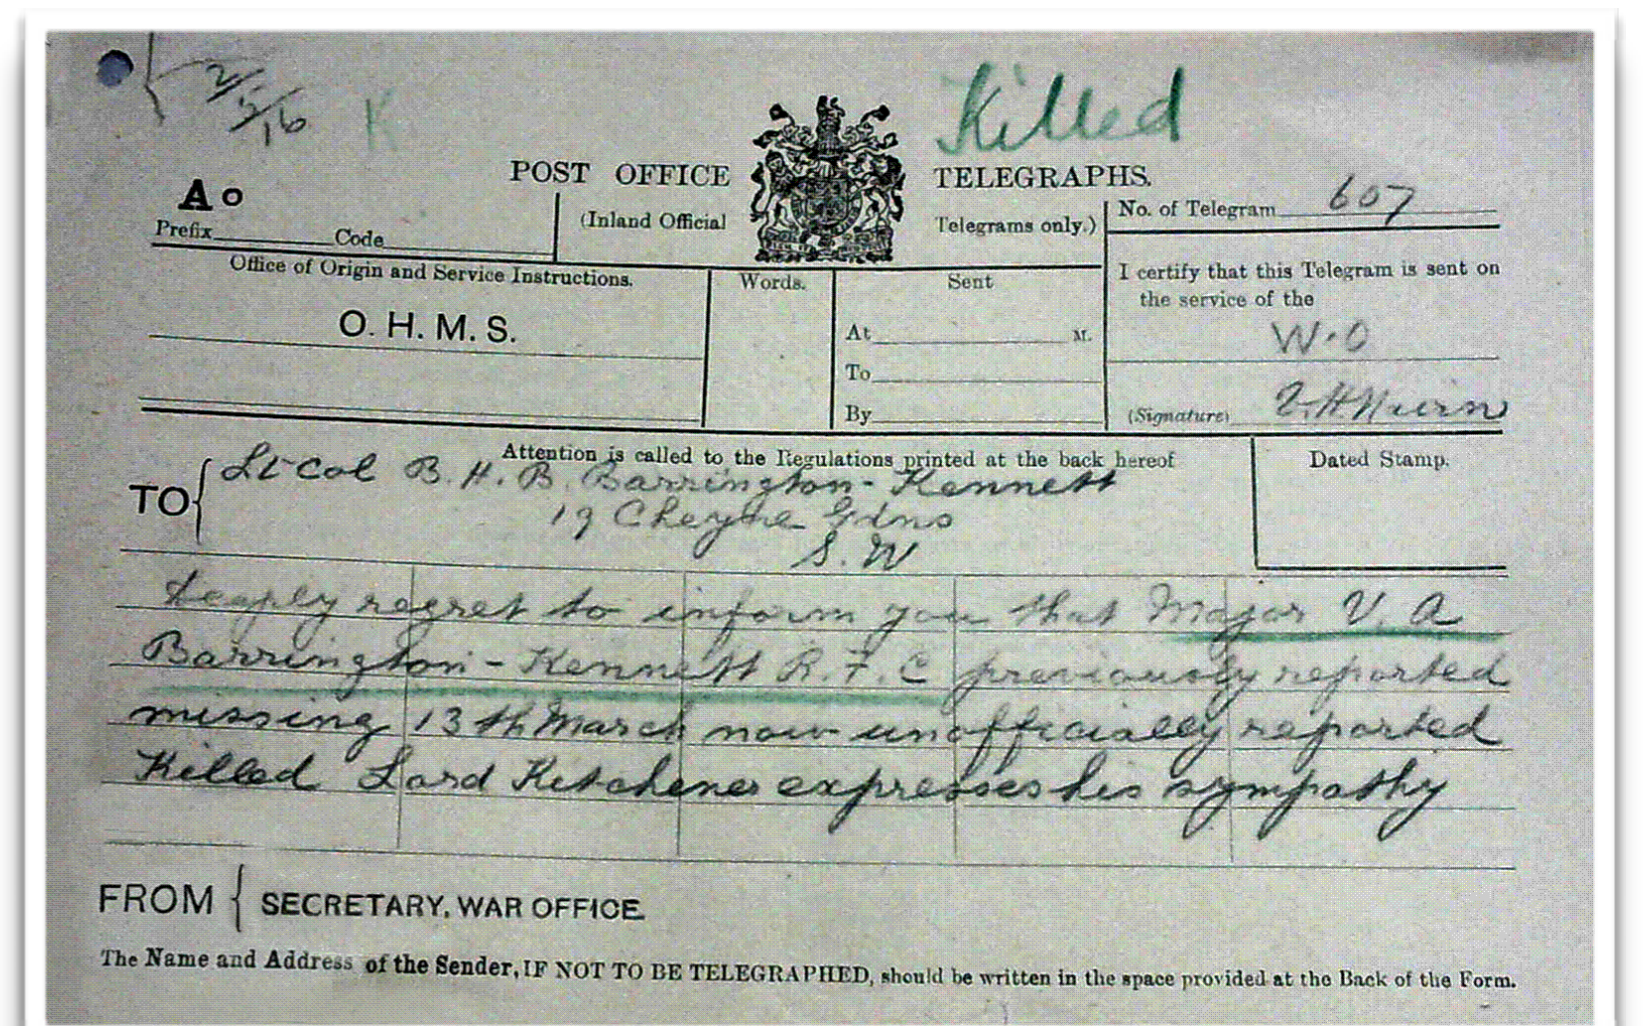 2/5/16 K Killed
POST OFFICE TELEGRAPHS.
A o
Prefix Code
(Inland Official Telegrams only.)
No. of Telegram 607
Office of Origin and Service Instructions.
O. H. M. S.
Words.
Sent
At M.
To
By
I certify that this Telegram is sent on
the service of the
W.O
(Signature)
Attention is called to the Regulations printed at the back hereof
Dated Stamp.
TO
Lt Col B. H. B. Barrington-Kennett
19 Cheyne Gdns
S. W
Deeply regret to inform you that Major V. A
Barrington-Kennett R. F. C previously reported
missing 13th March now unofficially reported
Killed Lord Kitchener expresses his sympathy
FROM { SECRETARY, WAR OFFICE.
The Name and Address of the Sender, IF NOT TO BE TELEGRAPHED, should be written in the space provided at the Back of the Form.